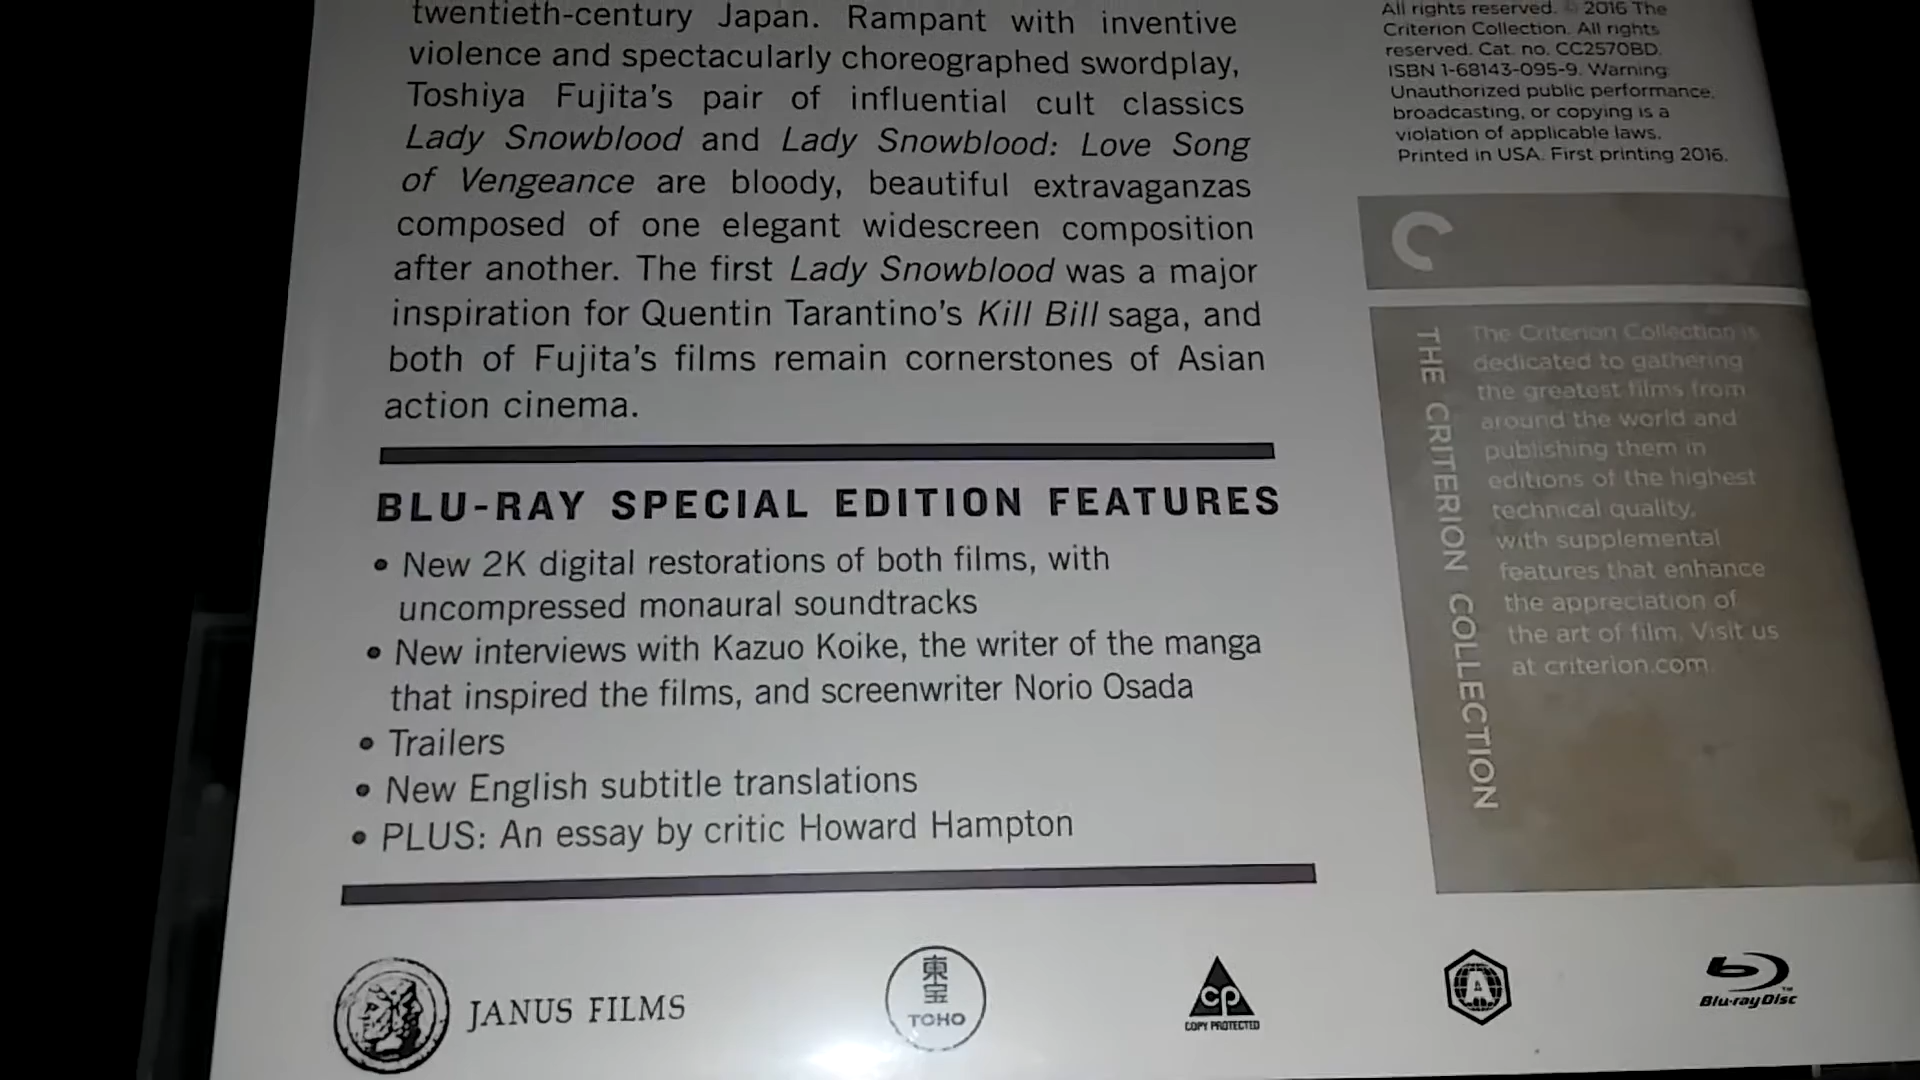 twentieth-century Japan. Rampant with inventive
violence and spectacularly choreographed swordplay,
Toshiya Fujita's pair of influential cult classics
Lady Snowblood and Lady Snowblood: Love Song
of Vengeance are bloody, beautiful extravaganzas
composed of one elegant widescreen composition
after another. The first Lady Snowblood was a major
inspiration for Quentin Tarantino's Kill Bill saga, and
both of Fujita's films remain cornerstones of Asian
action cinema.
BLU-RAY SPECIAL EDITION FEATURES
• New 2K digital restorations of both films, with
uncompressed monaural soundtracks
• New interviews with Kazuo Koike, the writer of the manga
that inspired the films, and screenwriter Norio Osada
• Trailers
• New English subtitle translations
• PLUS: An essay by critic Howard Hampton
All rights reserved. © 2016 The
Criterion Collection. All rights
reserved. Cat. no. CC2570BD.
ISBN 1-68143-095-9. Warning
Unauthorized public performance,
broadcasting, or copying is a
violation of applicable laws.
Printed in USA. First printing 2016.
THE CRITERION COLLECTION
The Criterion Collection is
dedicated to gathering
the greatest films from
around the world and
publishing them in
editions of the highest
technical quality,
with supplemental
features that enhance
the appreciation of
the art of film. Visit us
at criterion.com
JANUS FILMS
東宝
TOHO
CP
COPY PROTECTED
A
Blu-ray Disc™